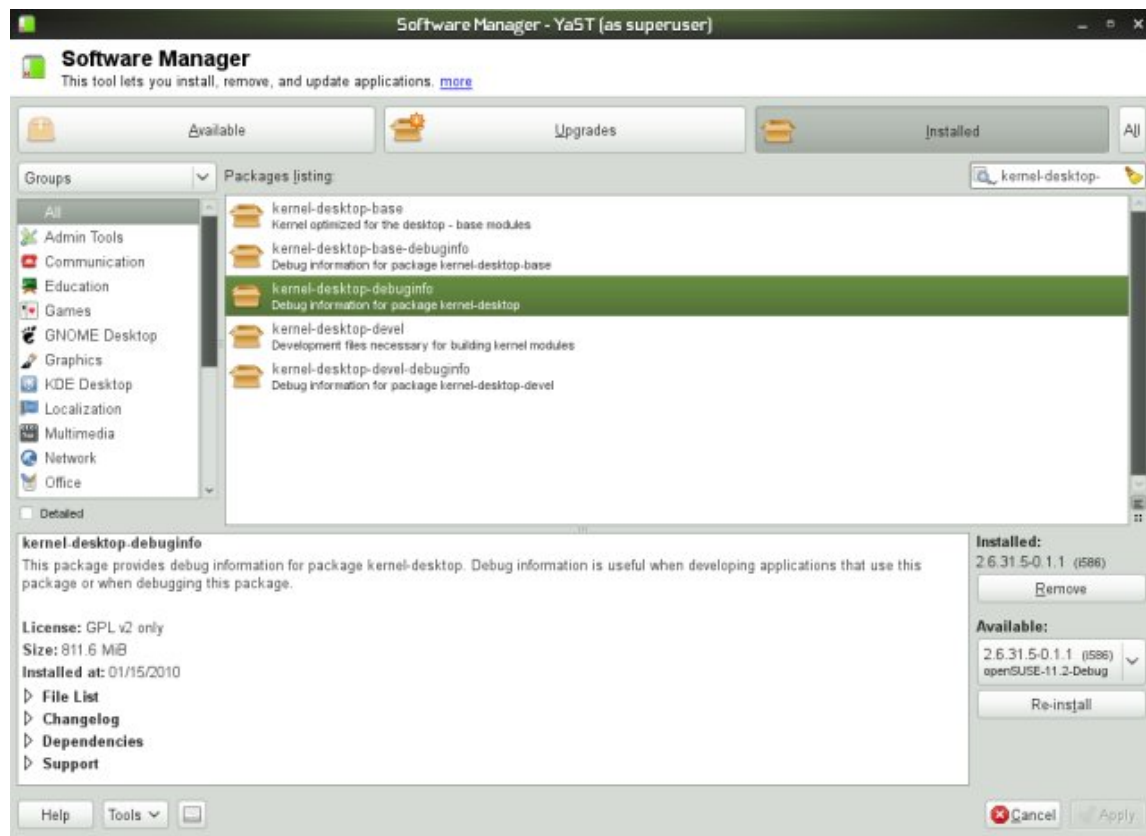 Software Manager - YaST (as superuser)
Software Manager
This tool lets you install, remove, and update applications. more
Available
Upgrades
Installed
All
Groups
Packages listing:
kernel-desktop-
All
Admin Tools
Communication
Education
Games
GNOME Desktop
Graphics
KDE Desktop
Localization
Multimedia
Network
Office
Detailed
kernel-desktop-base
Kernel optimized for the desktop - base modules
kernel-desktop-base-debuginfo
Debug information for package kernel-desktop-base
kernel-desktop-debuginfo
Debug information for package kernel-desktop
kernel-desktop-devel
Development files necessary for building kernel modules
kernel-desktop-devel-debuginfo
Debug information for package kernel-desktop-devel
kernel-desktop-debuginfo
This package provides debug information for package kernel-desktop. Debug information is useful when developing applications that use this
package or when debugging this package.
License: GPL v2 only
Size: 811.6 MiB
Installed at: 01/15/2010
File List
Changelog
Dependencies
Support
Installed:
2.6.31.5-0.1.1 (i586)
Remove
Available:
2.6.31.5-0.1.1 (i586)
openSUSE-11.2-Debug
Re-install
Help
Tools
Cancel
Apply